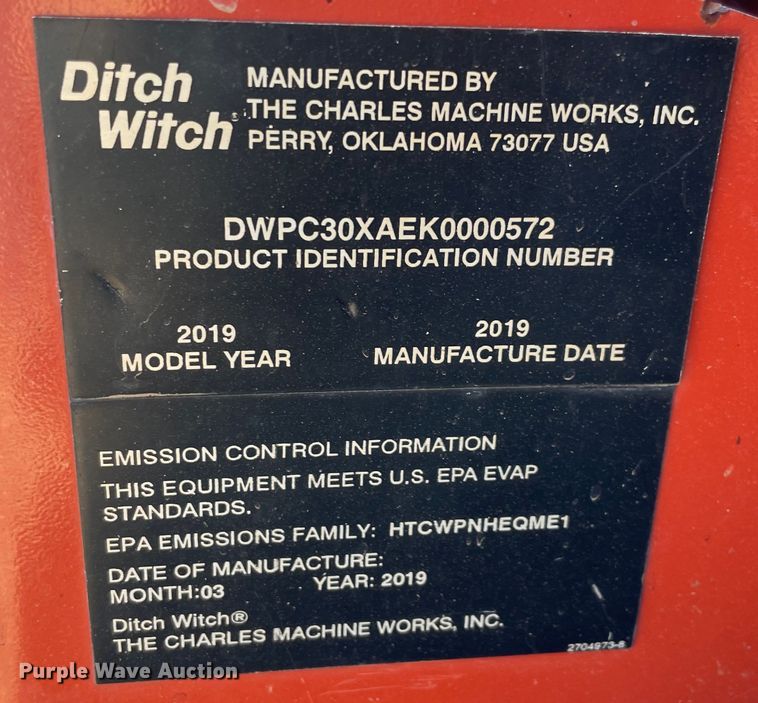 Ditch
Witch®
MANUFACTURED BY
THE CHARLES MACHINE WORKS, INC.
PERRY, OKLAHOMA 73077 USA
DWPC30XAEK0000572
PRODUCT IDENTIFICATION NUMBER
2019
MODEL YEAR
2019
MANUFACTURE DATE
EMISSION CONTROL INFORMATION
THIS EQUIPMENT MEETS U.S. EPA EVAP
STANDARDS.
EPA EMISSIONS FAMILY: HTCWPNHEQME1
DATE OF MANUFACTURE:
MONTH:03 YEAR: 2019
Ditch Witch®
THE CHARLES MACHINE WORKS, INC.
2704973-8
Purple Wave Auction